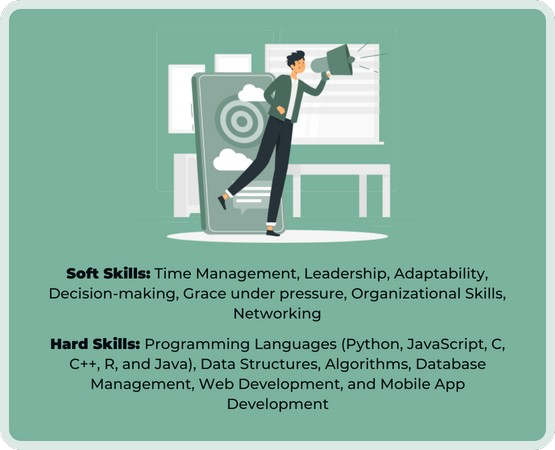 Soft Skills: Time Management, Leadership, Adaptability,
Decision-making, Grace under pressure, Organizational Skills,
Networking
Hard Skills: Programming Languages (Python, JavaScript, C,
C++, R, and Java), Data Structures, Algorithms, Database
Management, Web Development, and Mobile App
Development